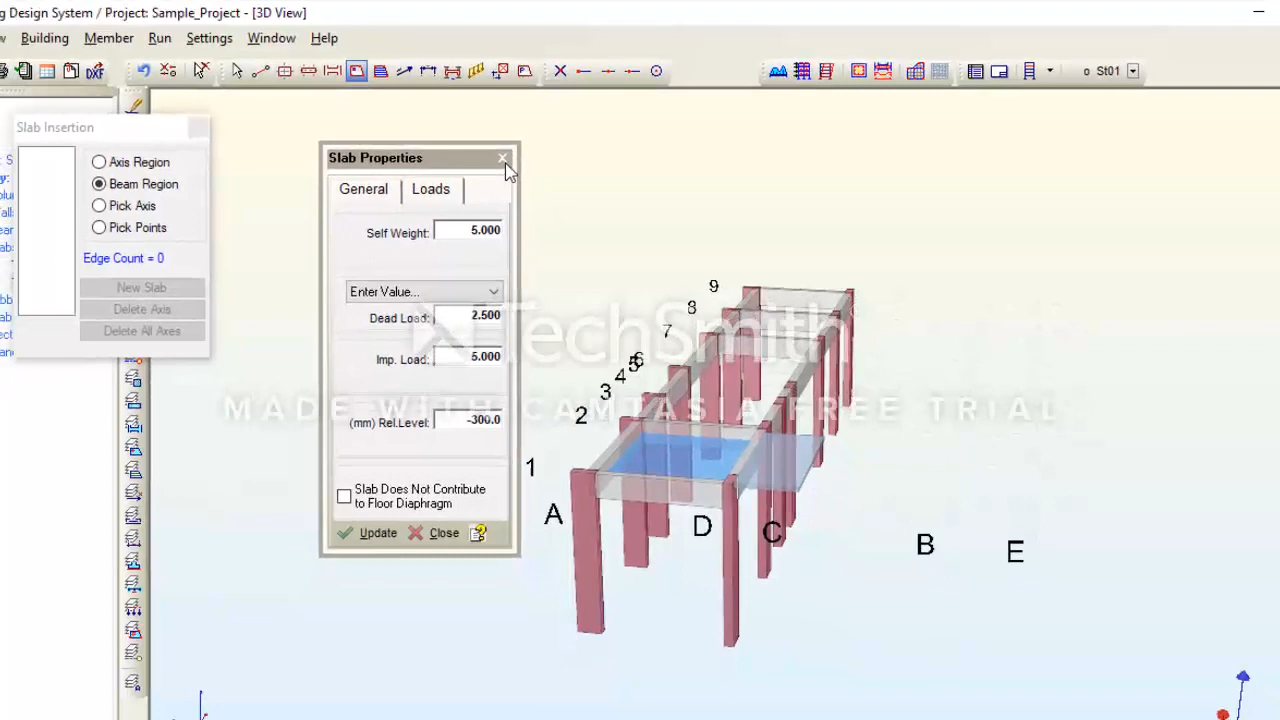 g Design System / Project: Sample_Project - [3D View]
Building Member Run Settings Window Help
DXF
St01
Slab Insertion
Axis Region
Beam Region
Pick Axis
Pick Points
Edge Count = 0
New Slab
Delete Axis
Delete All Axes
Slab Properties
General Loads
Self Weight: 5.000
Enter Value...
Dead Load: 2.500
Imp. Load: 5.000
(mm) Rel.Level: -300.0
Slab Does Not Contribute
to Floor Diaphragm
Update Close
9
8
7
6
5
4
3
2
1
A
D
C
B
E
TechSmith
MADE WITH CAMTASIA FREE TRIAL